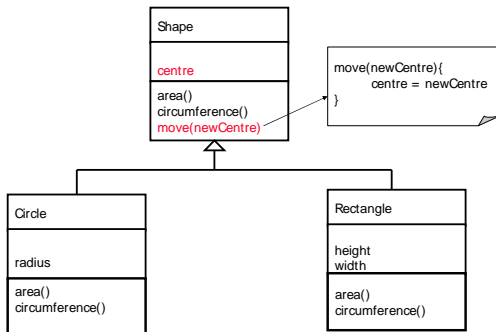 Shape
centre
area()
circumference()
move(newCentre)
move(newCentre){
centre = newCentre
}
Circle
radius
area()
circumference()
Rectangle
height
width
area()
circumference()